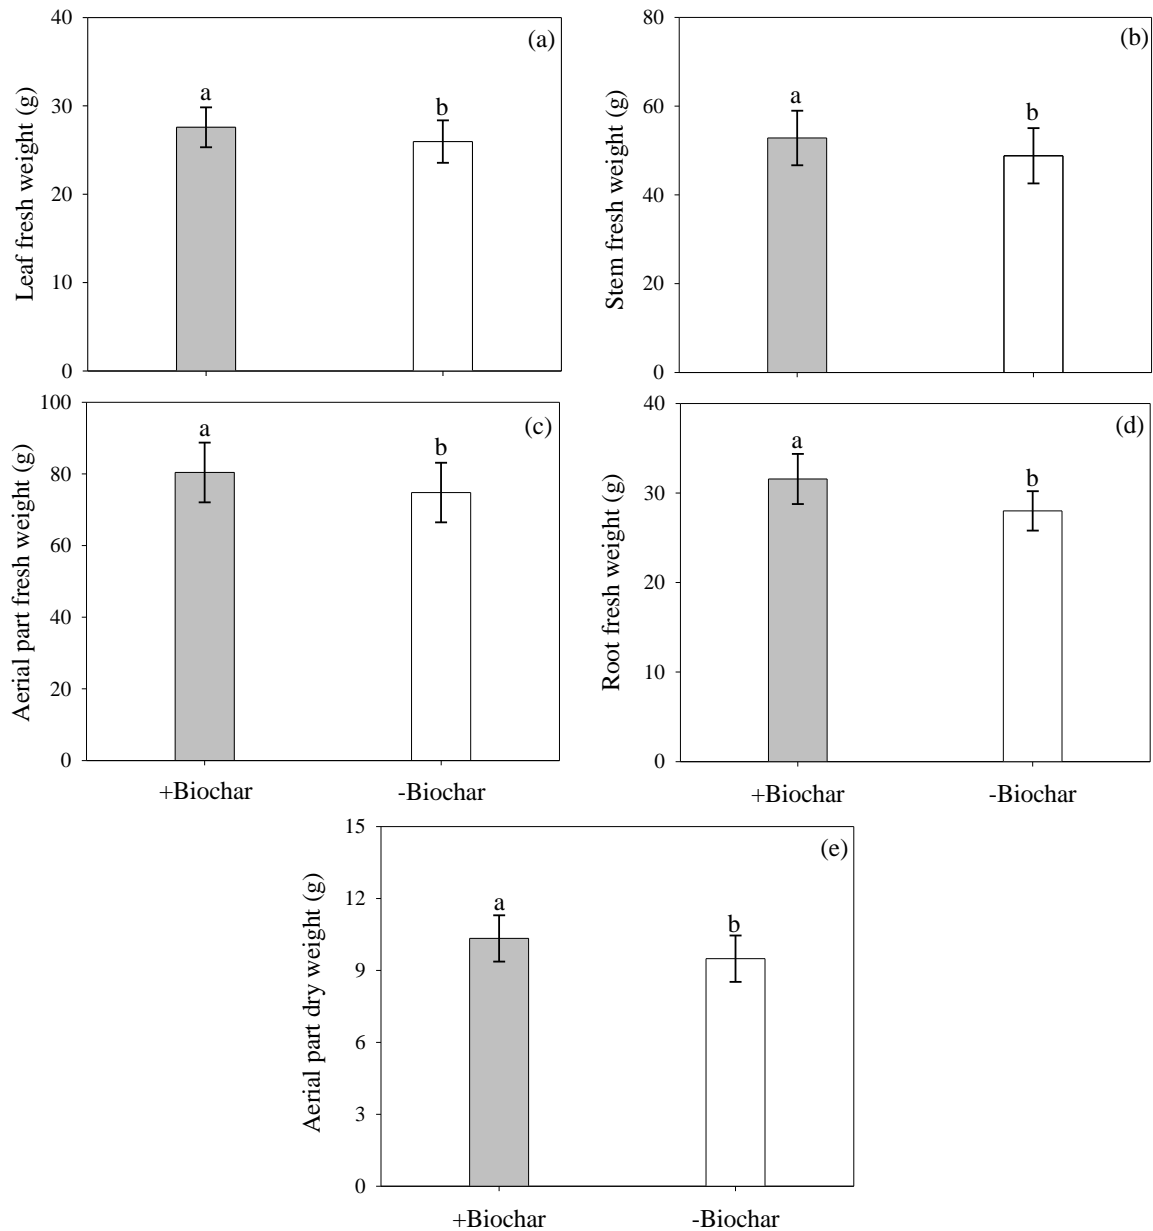 40
30
20
10
0
Leaf fresh weight (g)
(a)
a
b
80
60
40
20
0
Stem fresh weight (g)
(b)
a
b
100
80
60
40
20
0
Aerial part fresh weight (g)
(c)
a
b
+Biochar
-Biochar
40
30
20
10
0
Root fresh weight (g)
(d)
a
b
+Biochar
-Biochar
15
12
9
6
3
0
Aerial part dry weight (g)
(e)
a
b
+Biochar
-Biochar